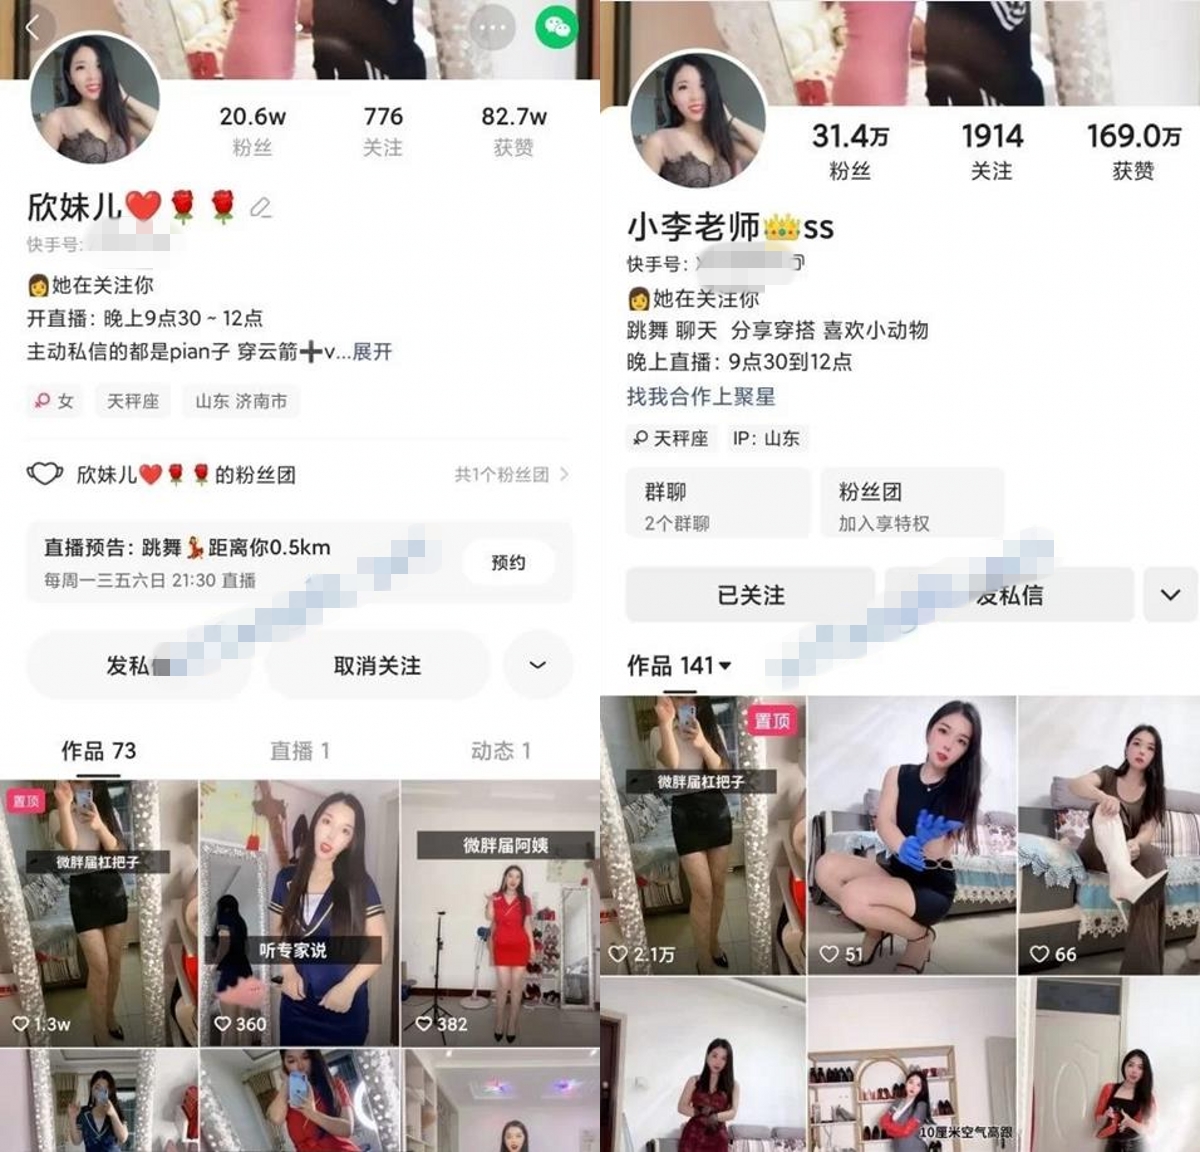 20.6w
776
82.7w
粉丝
关注
获赞
欣妹儿❤️🌹🌹
快手号:
👩她在关注你
开直播: 晚上9点30 ~ 12点
主动私信的都是pian子 穿云箭➕v...展开
女
天秤座
山东 济南市
欣妹儿❤️🌹🌹的粉丝团
共1个粉丝团 >
直播预告: 跳舞💃距离你0.5km
每周一三五六日 21:30 直播
预约
发私
取消关注
作品 73
直播 1
动态 1
置顶
微胖届杠把子
1.3w
听专家说
360
微胖届阿姨
382
31.4万
1914
169.0万
粉丝
关注
获赞
小李老师👑ss
快手号:
👩她在关注你
跳舞 聊天 分享穿搭 喜欢小动物
晚上直播: 9点30到12点
找我合作上聚星
天秤座
IP: 山东
群聊
2个群聊
粉丝团
加入享特权
已关注
发私信
作品 141
置顶
微胖届杠把子
2.1万
51
66
10厘米空气高跟